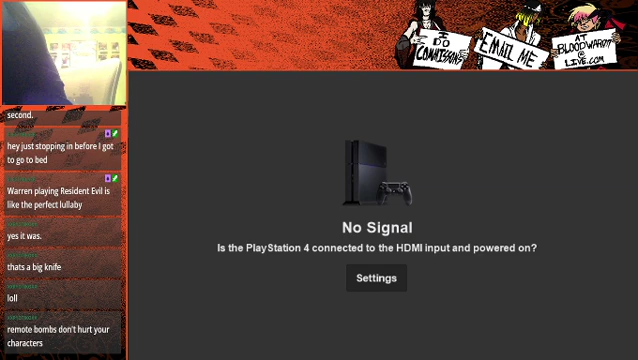 I DO
COMMISSIONS
EMAIL ME
AT
@
LIVE.COM
second.
hey just stopping in before I got
to go to bed
Warren playing Resident Evil is
like the perfect lullaby
yes it was.
thats a big knife
loll
remote bombs don't hurt your
characters
No Signal
Is the PlayStation 4 connected to the HDMI input and powered on?
Settings